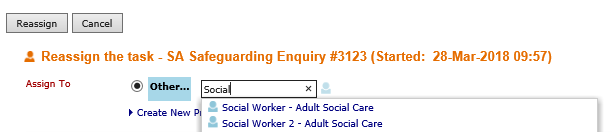 Reassign Cancel
Reassign the task - SA Safeguarding Enquiry #3123 (Started: 28-Mar-2018 09:57)
Assign To Other... Social
Create New
Social Worker - Adult Social Care
Social Worker 2 - Adult Social Care